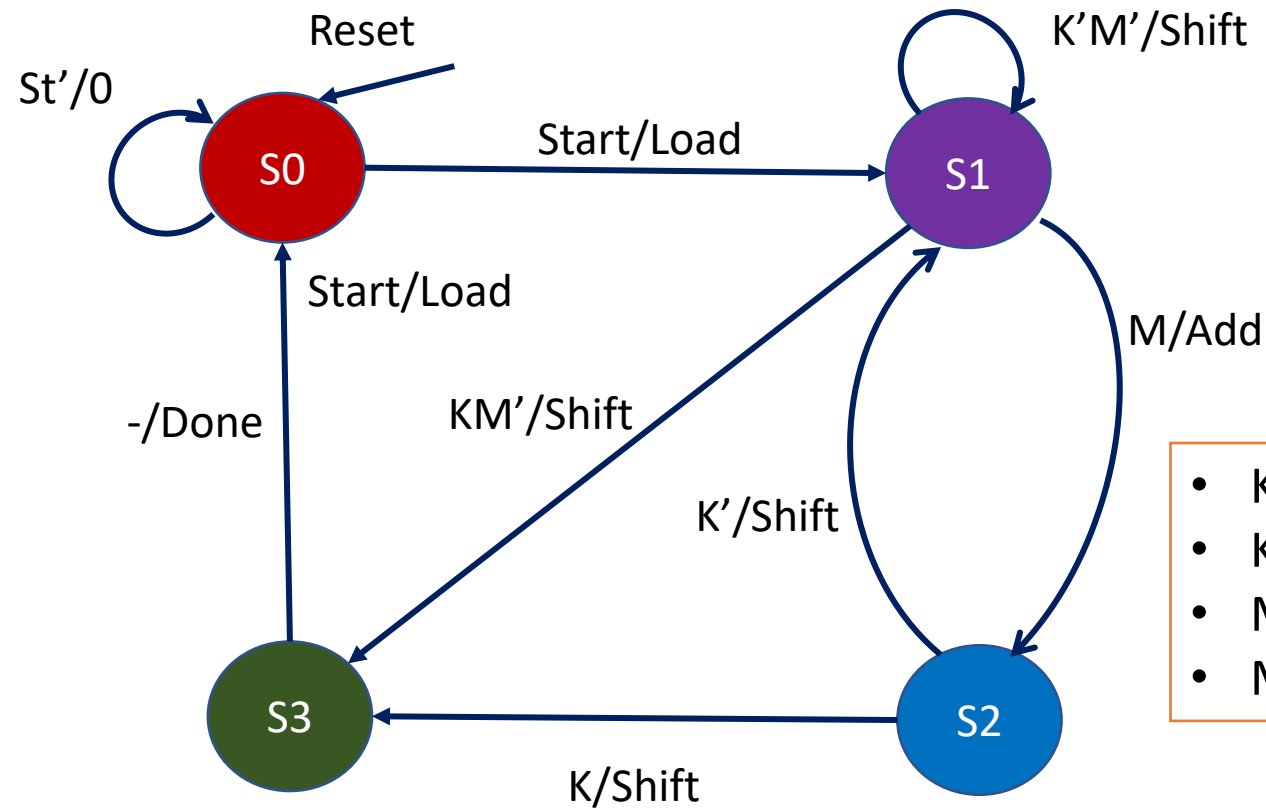 Reset
K’M’/Shift
St’/0
Start/Load
S0
S1
Start/Load
M/Add
KM’/Shift
-/Done
K’/Shift
• K
• K
• M
• M
S3
S2
K/Shift